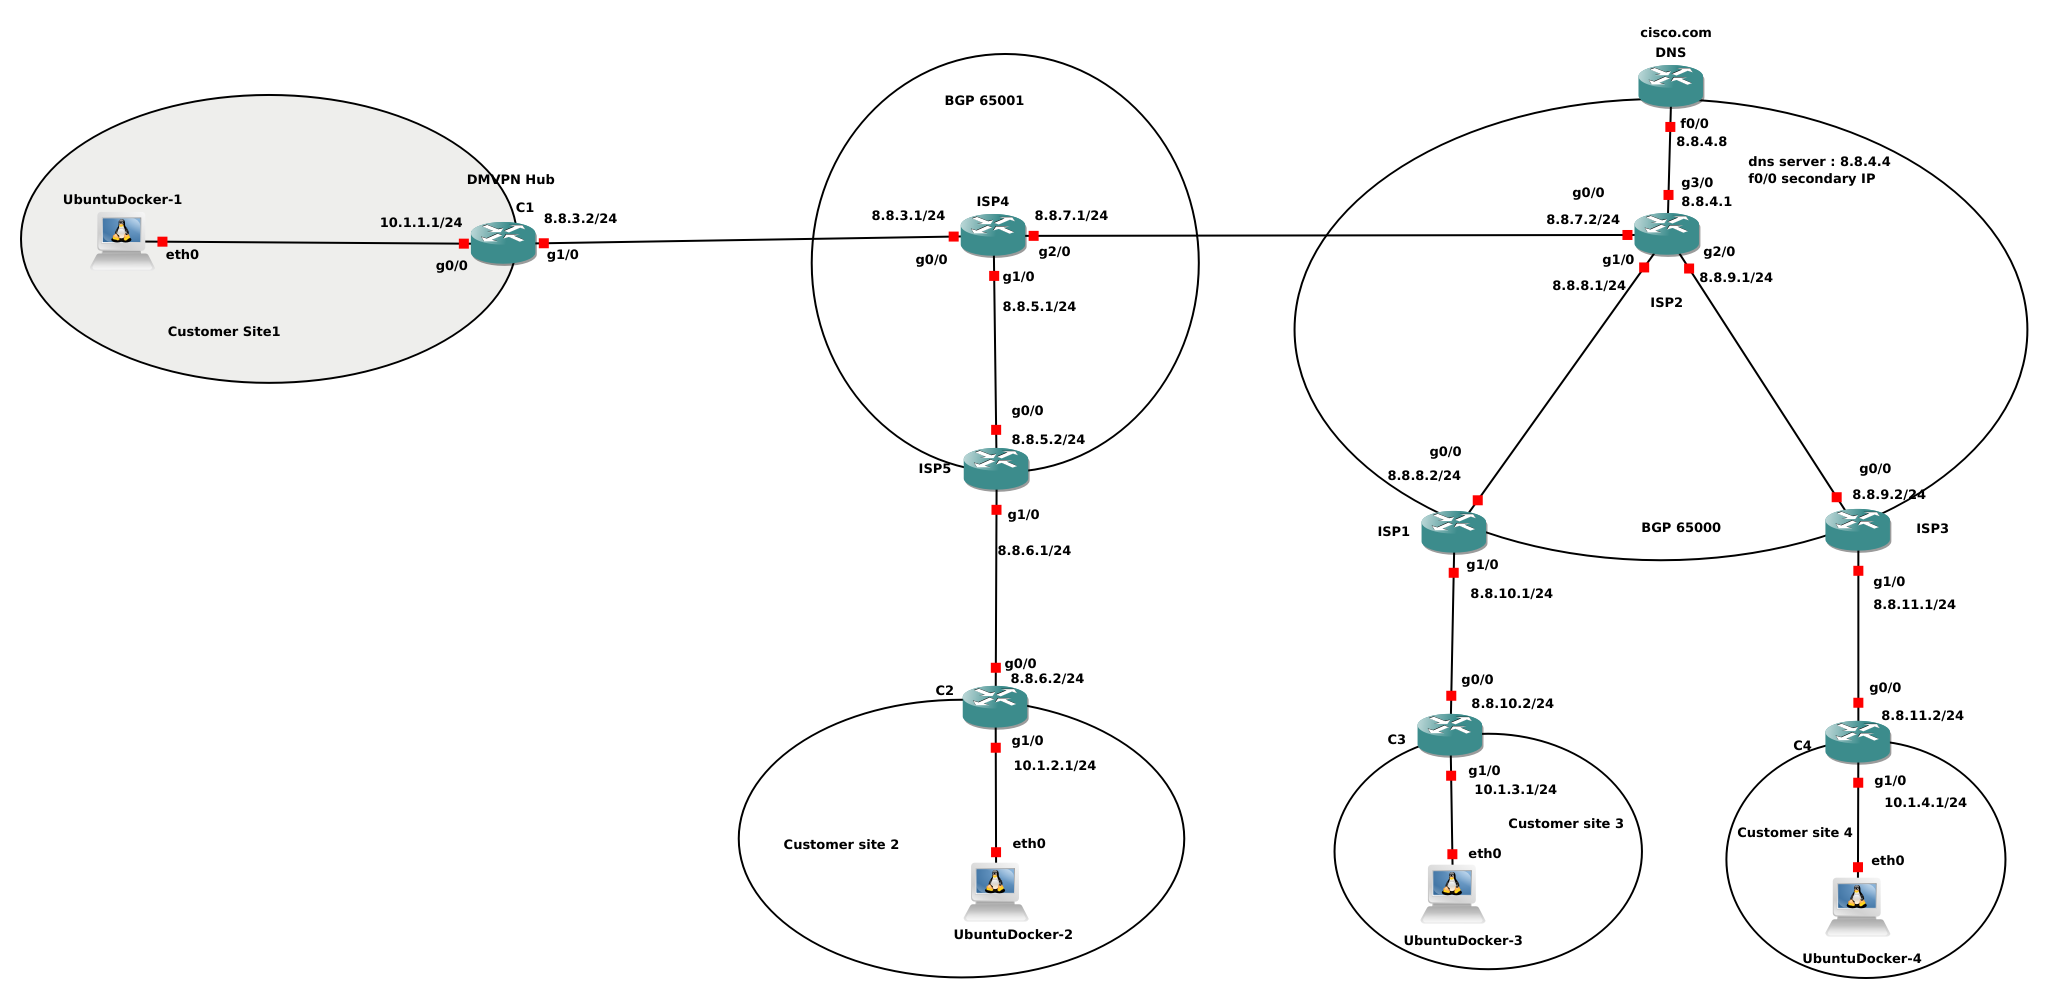 cisco.com
DNS
f0/0
8.8.4.8
dns server : 8.8.4.4
f0/0 secondary IP
g3/0
8.8.4.1
g0/0
8.8.7.2/24
g1/0
8.8.8.1/24
g2/0
8.8.9.1/24
ISP2
BGP 65001
ISP4
8.8.3.1/24
g0/0
8.8.7.1/24
g2/0
g1/0
8.8.5.1/24
DMVPN Hub
C1
UbuntuDocker-1
eth0
10.1.1.1/24
g0/0
8.8.3.2/24
g1/0
Customer Site1
g0/0
8.8.5.2/24
ISP5
g1/0
8.8.6.1/24
g0/0
8.8.6.2/24
C2
g1/0
10.1.2.1/24
Customer site 2
eth0
UbuntuDocker-2
g0/0
8.8.8.2/24
ISP1
BGP 65000
g1/0
8.8.10.1/24
g0/0
8.8.10.2/24
C3
g1/0
10.1.3.1/24
Customer site 3
eth0
UbuntuDocker-3
g0/0
8.8.9.2/24
ISP3
g1/0
8.8.11.1/24
g0/0
8.8.11.2/24
C4
g1/0
10.1.4.1/24
Customer site 4
eth0
UbuntuDocker-4